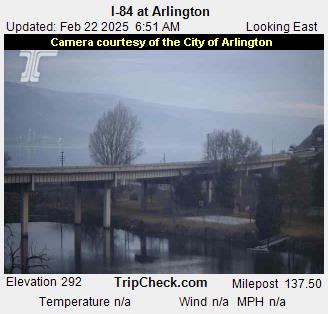 I-84 at Arlington
Updated: Feb 22 2025 6:51 AM Looking East
Camera courtesy of the City of Arlington
Elevation 292 TripCheck.com Milepost 137.50
Temperature n/a Wind n/a MPH n/a